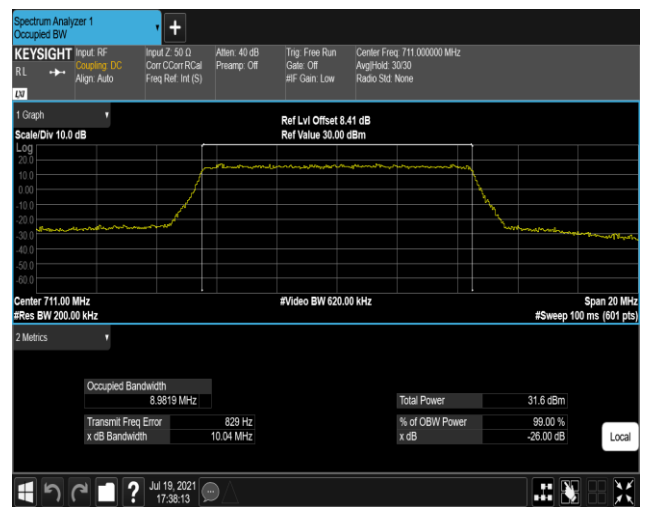 Spectrum Analyzer 1
Occupied BW
+
KEYSIGHT Input: RF Input Z: 50 Ω Atten: 40 dB Trig: Free Run Center Freq: 711.000000 MHz
R L Coupling: DC Corr CCorr RCal Preamp: Off Gate: Off Avg|Hold: 30/30
Align: Auto Freq Ref: Int (S) #IF Gain: Low Radio Std: None
LXI
1 Graph
Ref Lvl Offset 8.41 dB
Scale/Div 10.0 dB Ref Value 30.00 dBm
Log
20.0
10.0
0.00
-10.0
-20.0
-30.0
-40.0
-50.0
-60.0
Center 711.00 MHz #Video BW 620.00 kHz Span 20 MHz
#Res BW 200.00 kHz #Sweep 100 ms (601 pts)
2 Metrics
Occupied Bandwidth
8.9819 MHz Total Power 31.6 dBm
Transmit Freq Error 829 Hz % of OBW Power 99.00 %
x dB Bandwidth 10.04 MHz x dB -26.00 dB
Local
? Jul 19, 2021
17:38:13